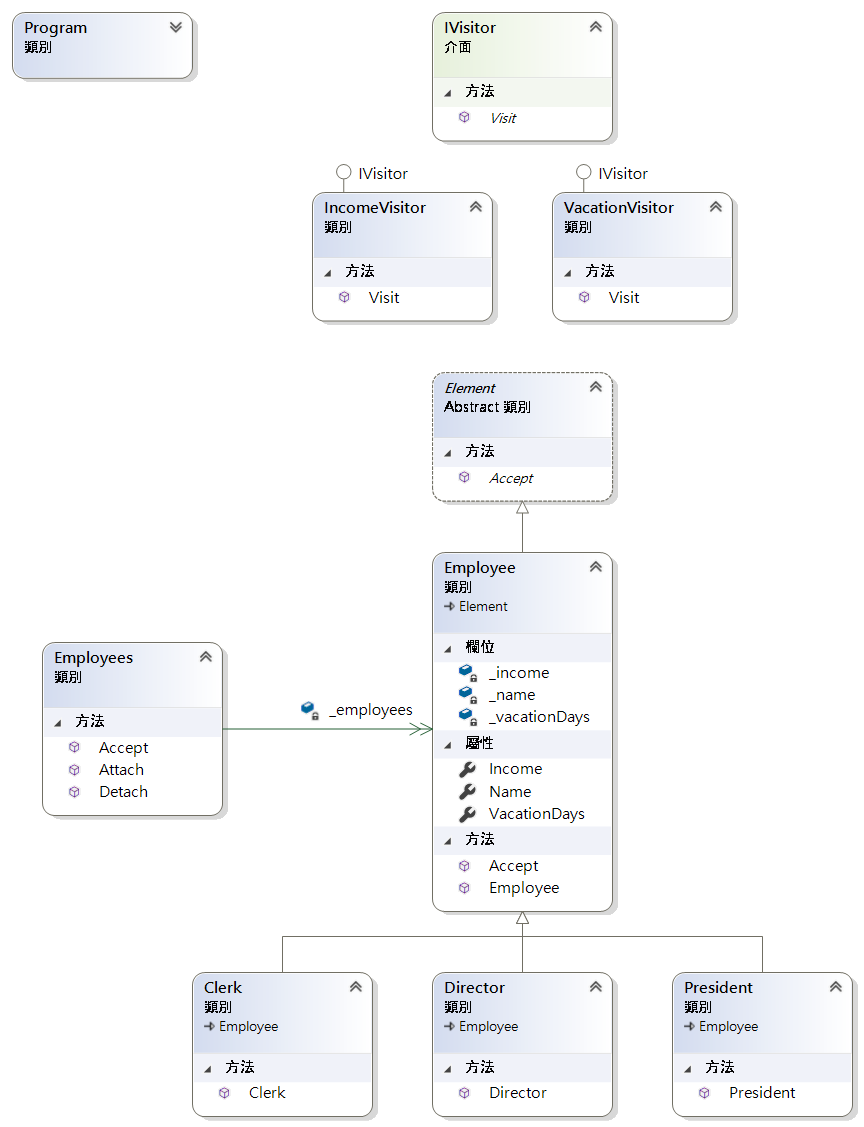 Program
類別
IVisitor
介面
方法
Visit
IVisitor
IncomeVisitor
類別
方法
Visit
IVisitor
VacationVisitor
類別
方法
Visit
Element
Abstract 類別
方法
Accept
Employee
類別
Element
欄位
_income
_name
_vacationDays
屬性
Income
Name
VacationDays
方法
Accept
Employee
Employees
類別
方法
Accept
Attach
Detach
_employees
Clerk
類別
Employee
方法
Clerk
Director
類別
Employee
方法
Director
President
類別
Employee
方法
President